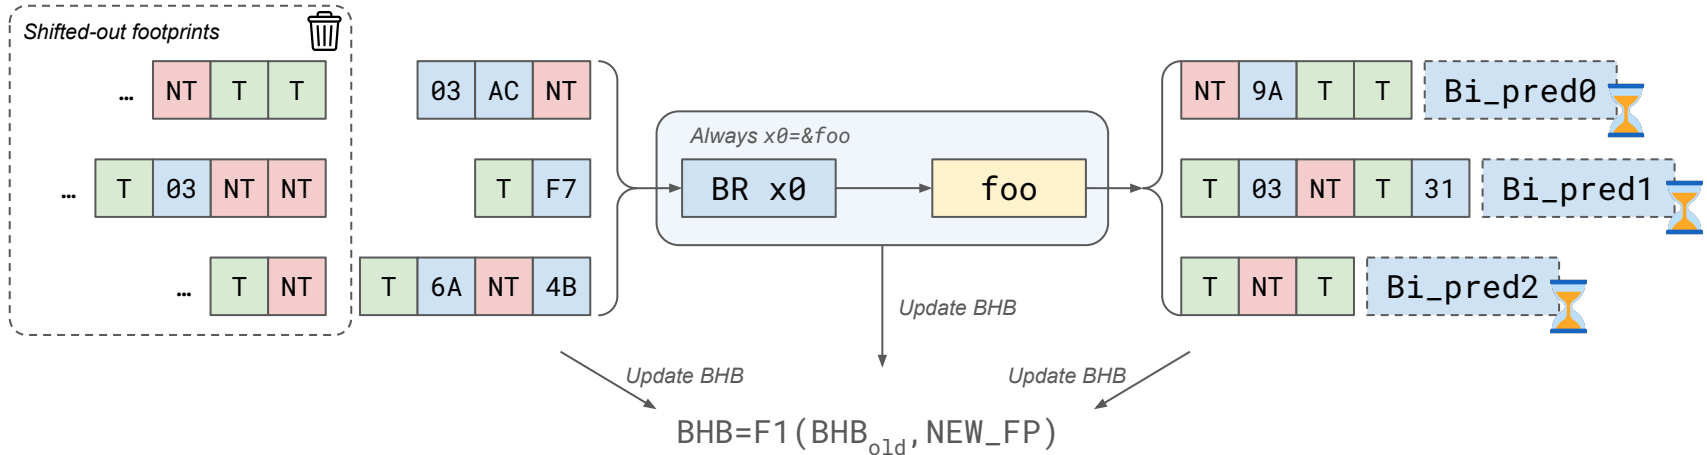 Shifted-out footprints
… NT T T 03 AC NT NT 9A T T Bi_pred0
Always x0=&foo
… T 03 NT NT T F7 BR x0 foo T 03 NT T 31 Bi_pred1
… T NT T 6A NT 4B T NT T Bi_pred2
Update BHB
Update BHB Update BHB
BHB=F1(BHBold,NEW_FP)